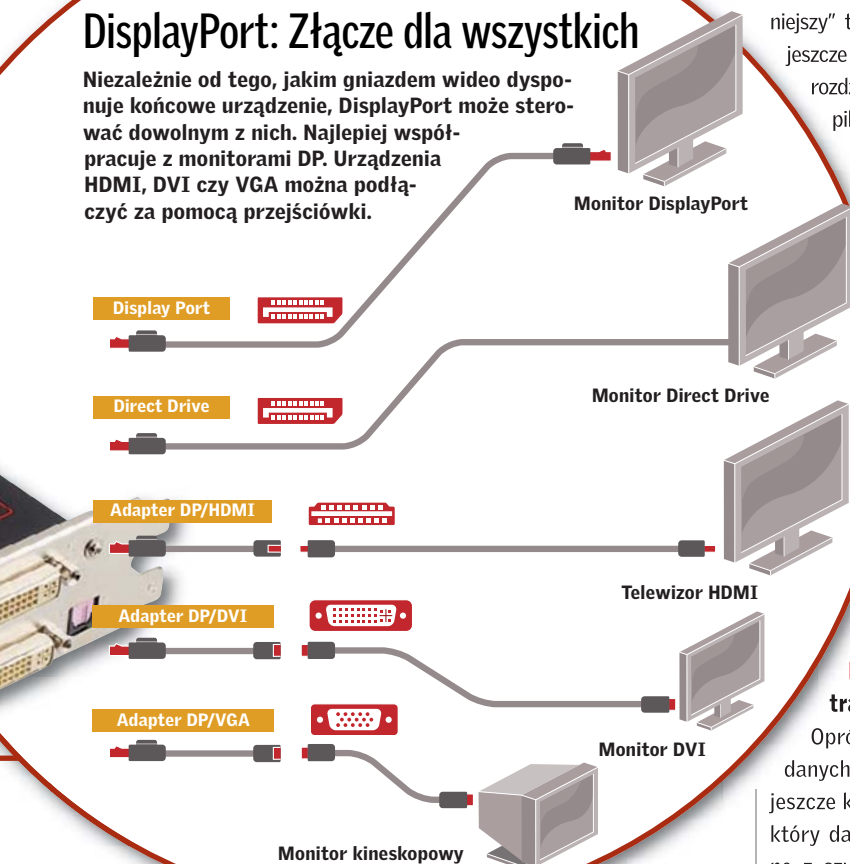 DisplayPort: Złącze dla wszystkich
Niezależnie od tego, jakim gniazdem wideo dyspo-
nuje końcowe urządzenie, DisplayPort może stero-
wać dowolnym z nich. Najlepiej współ-
pracuje z monitorami DP. Urządzenia
HDMI, DVI czy VGA można podłą-
czyć za pomocą przejściówki.
Monitor DisplayPort
Display Port
Monitor Direct Drive
Direct Drive
Adapter DP/HDMI
Telewizor HDMI
Adapter DP/DVI
Monitor DVI
Adapter DP/VGA
Monitor kineskopowy
niejszy"
jeszcze
danych
jeszcze
który